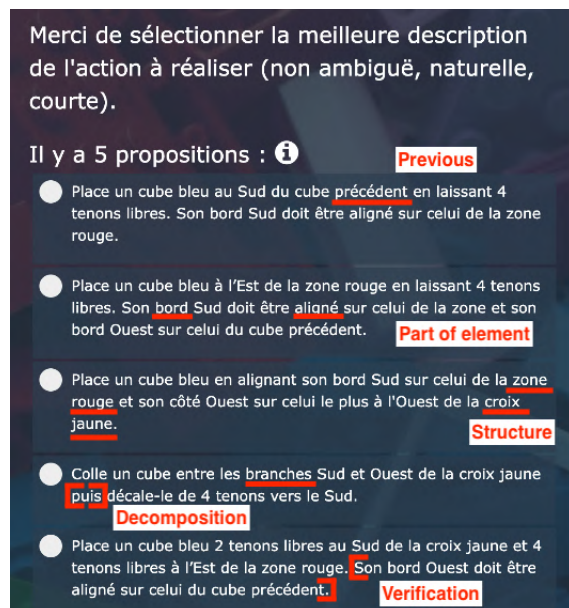 Merci de sélectionner la meilleure description
de l'action à réaliser (non ambiguë, naturelle,
courte).
Il y a 5 propositions : i
Previous
Place un cube bleu au Sud du cube précédent en laissant 4
tenons libres. Son bord Sud doit être aligné sur celui de la zone
rouge.
Place un cube bleu à l'Est de la zone rouge en laissant 4 tenons
libres. Son bord Sud doit être aligné sur celui de la zone et son
bord Ouest sur celui du cube précédent.
Part of element
Place un cube bleu en alignant son bord Sud sur celui de la zone
rouge et son côté Ouest sur celui le plus à l'Ouest de la croix
jaune.
Structure
Colle un cube entre les branches Sud et Ouest de la croix jaune
puis décale-le de 4 tenons vers le Sud.
Decomposition
Place un cube bleu 2 tenons libres au Sud de la croix jaune et 4
tenons libres à l'Est de la zone rouge. Son bord Ouest doit être
aligné sur celui du cube précédent.
Verification